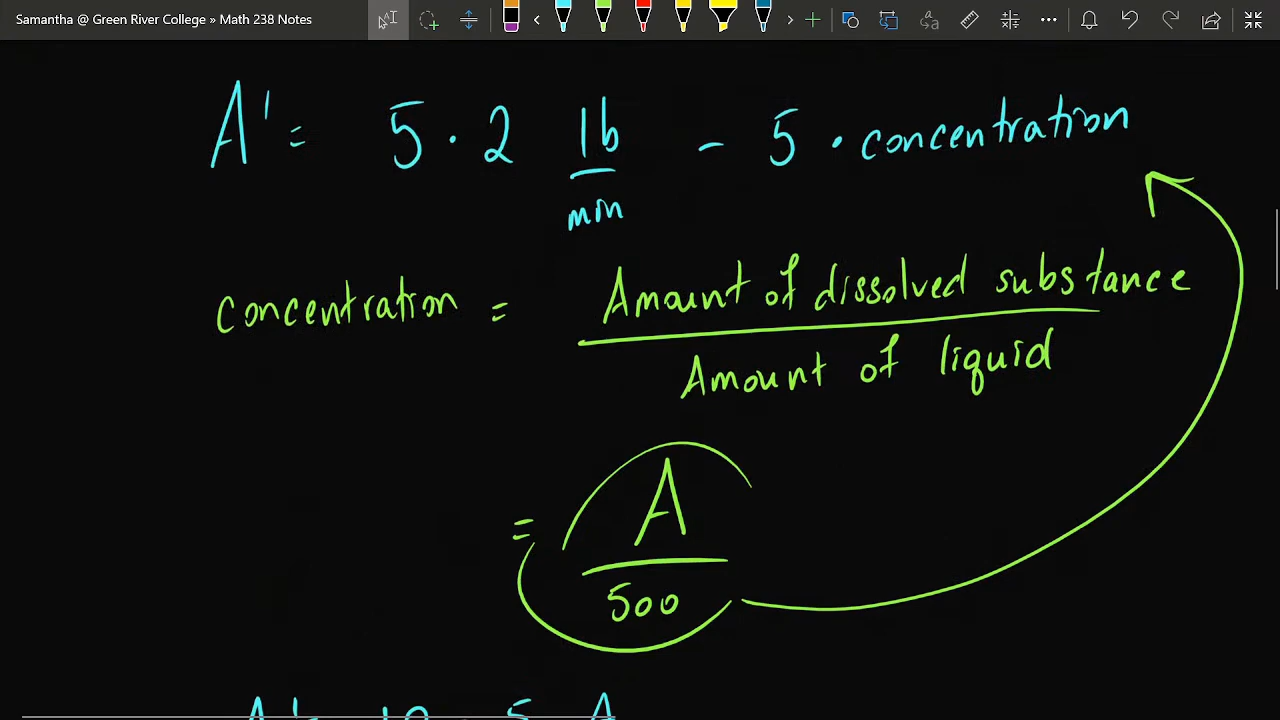 Samantha @ Green River College » Math 238 Notes
A' = 5 · 2 lb/min - 5 · concentration
concentration = Amount of dissolved substance / Amount of liquid
= A/500